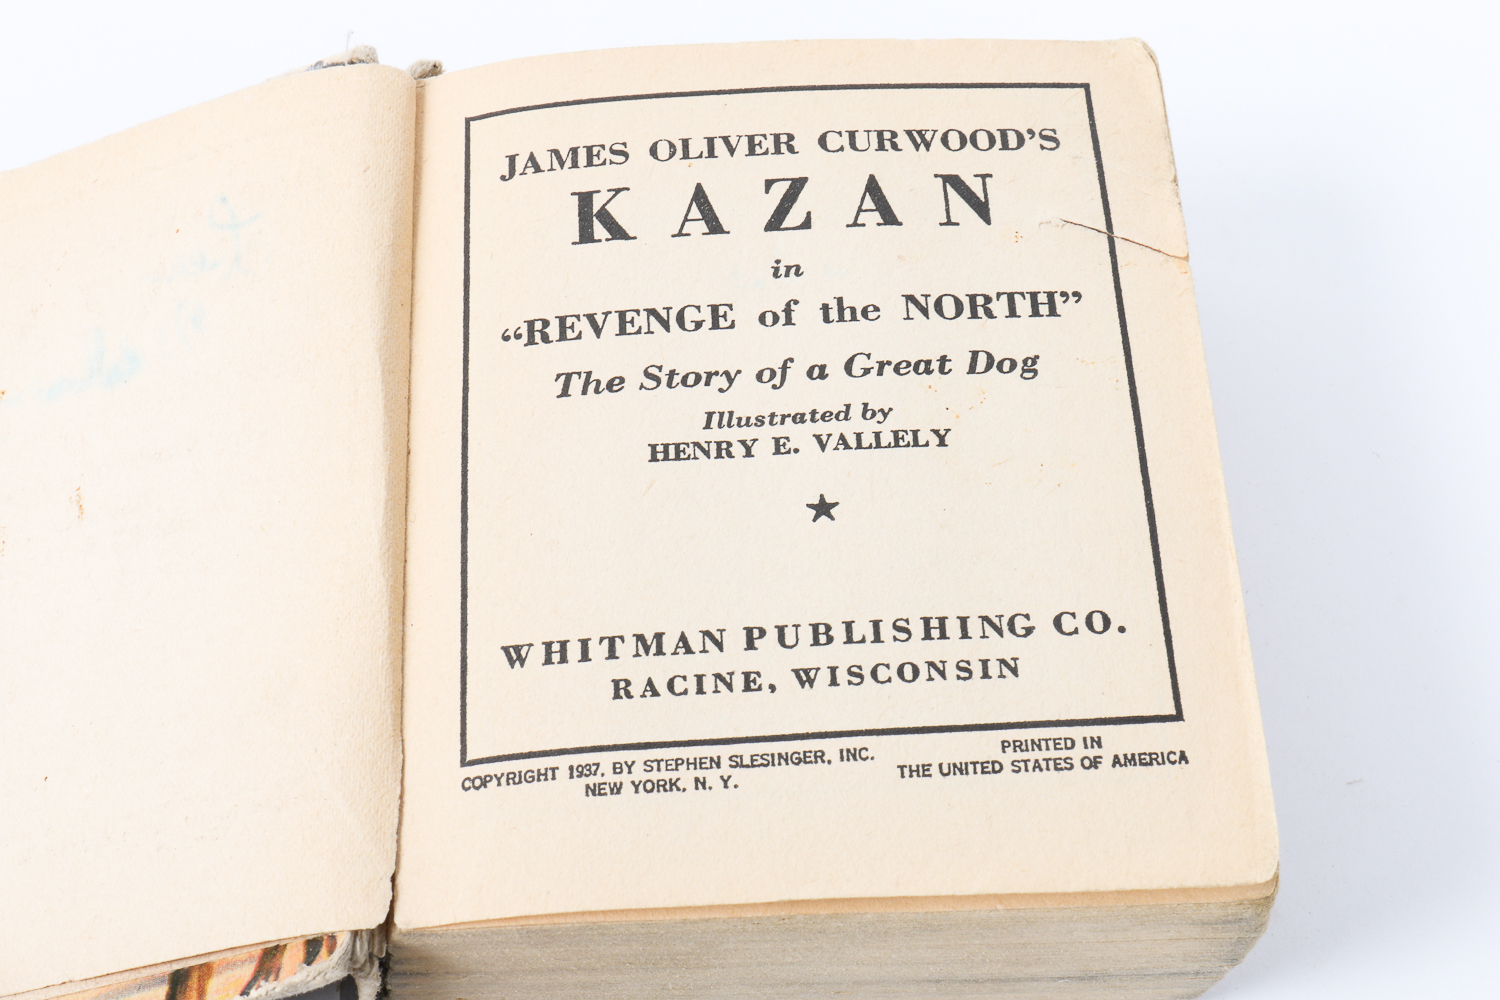 JAMES OLIVER CURWOOD'S
KAZAN
in
“REVENGE of the NORTH”
The Story of a Great Dog
Illustrated by
HENRY E. VALLELY
WHITMAN PUBLISHING CO.
RACINE, WISCONSIN
COPYRIGHT 1937, BY STEPHEN SLESINGER, INC.
NEW YORK, N. Y.
PRINTED IN
THE UNITED STATES OF AMERICA